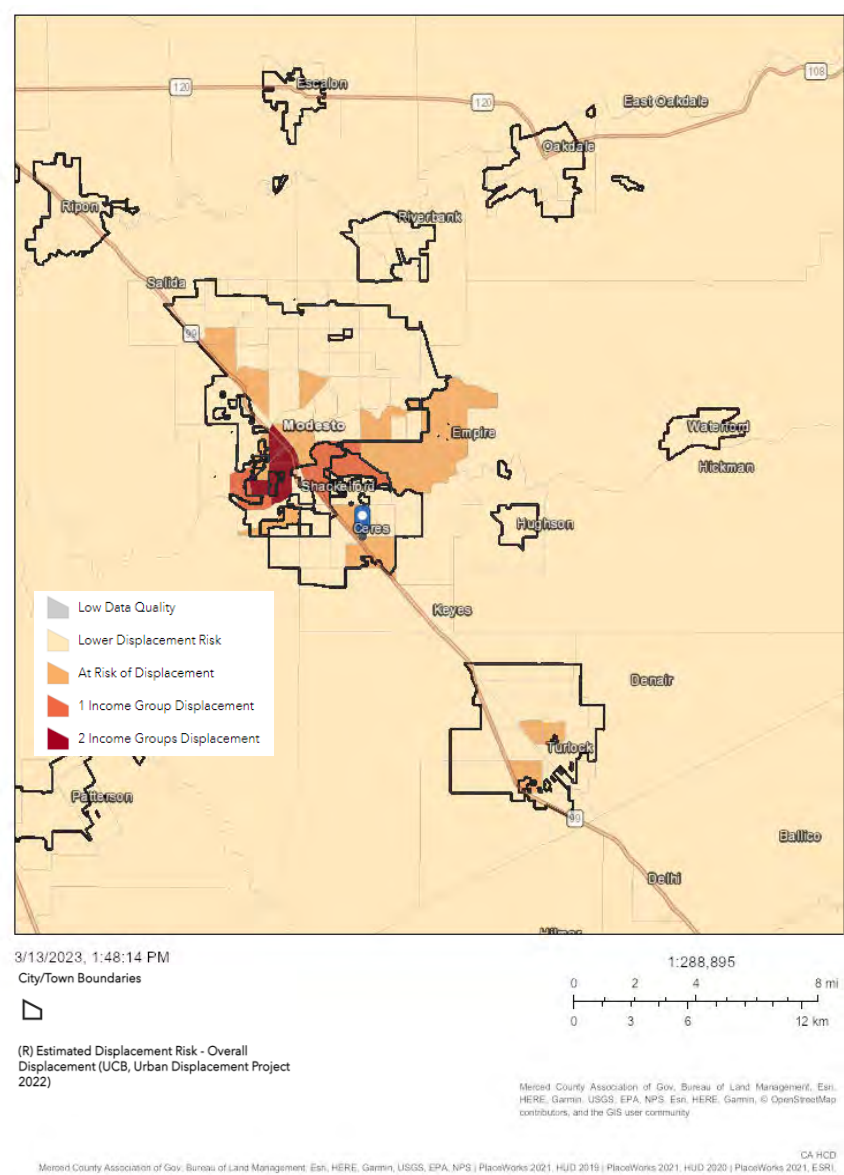 120
Escalon
108
120
East Oakdale
Oakdale
Ripon
Riverbank
Salida
99
Modesto
Empire
Waterford
Hickman
Shackelford
Ceres
Hughson
Low Data Quality
Lower Displacement Risk
At Risk of Displacement
1 Income Group Displacement
2 Income Groups Displacement
Keyes
Denair
Turlock
Patterson
99
Ballico
Delhi
Hilmar
3/13/2023, 1:48:14 PM
City/Town Boundaries
(R) Estimated Displacement Risk - Overall
Displacement (UCB, Urban Displacement Project
2022)
1:288,895
0 2 4 8 mi
0 3 6 12 km
Merced County Association of Gov, Bureau of Land Management, Esri,
HERE, Garmin, USGS, EPA, NPS, Esri, HERE, Garmin, © OpenStreetMap
contributors, and the GIS user community
CA HCD
Merced County Association of Gov, Bureau of Land Management, Esri, HERE, Garmin, USGS, EPA, NPS | PlaceWorks 2021, HUD 2019 | PlaceWorks 2021, HUD 2020 | PlaceWorks 2021, ESRI,